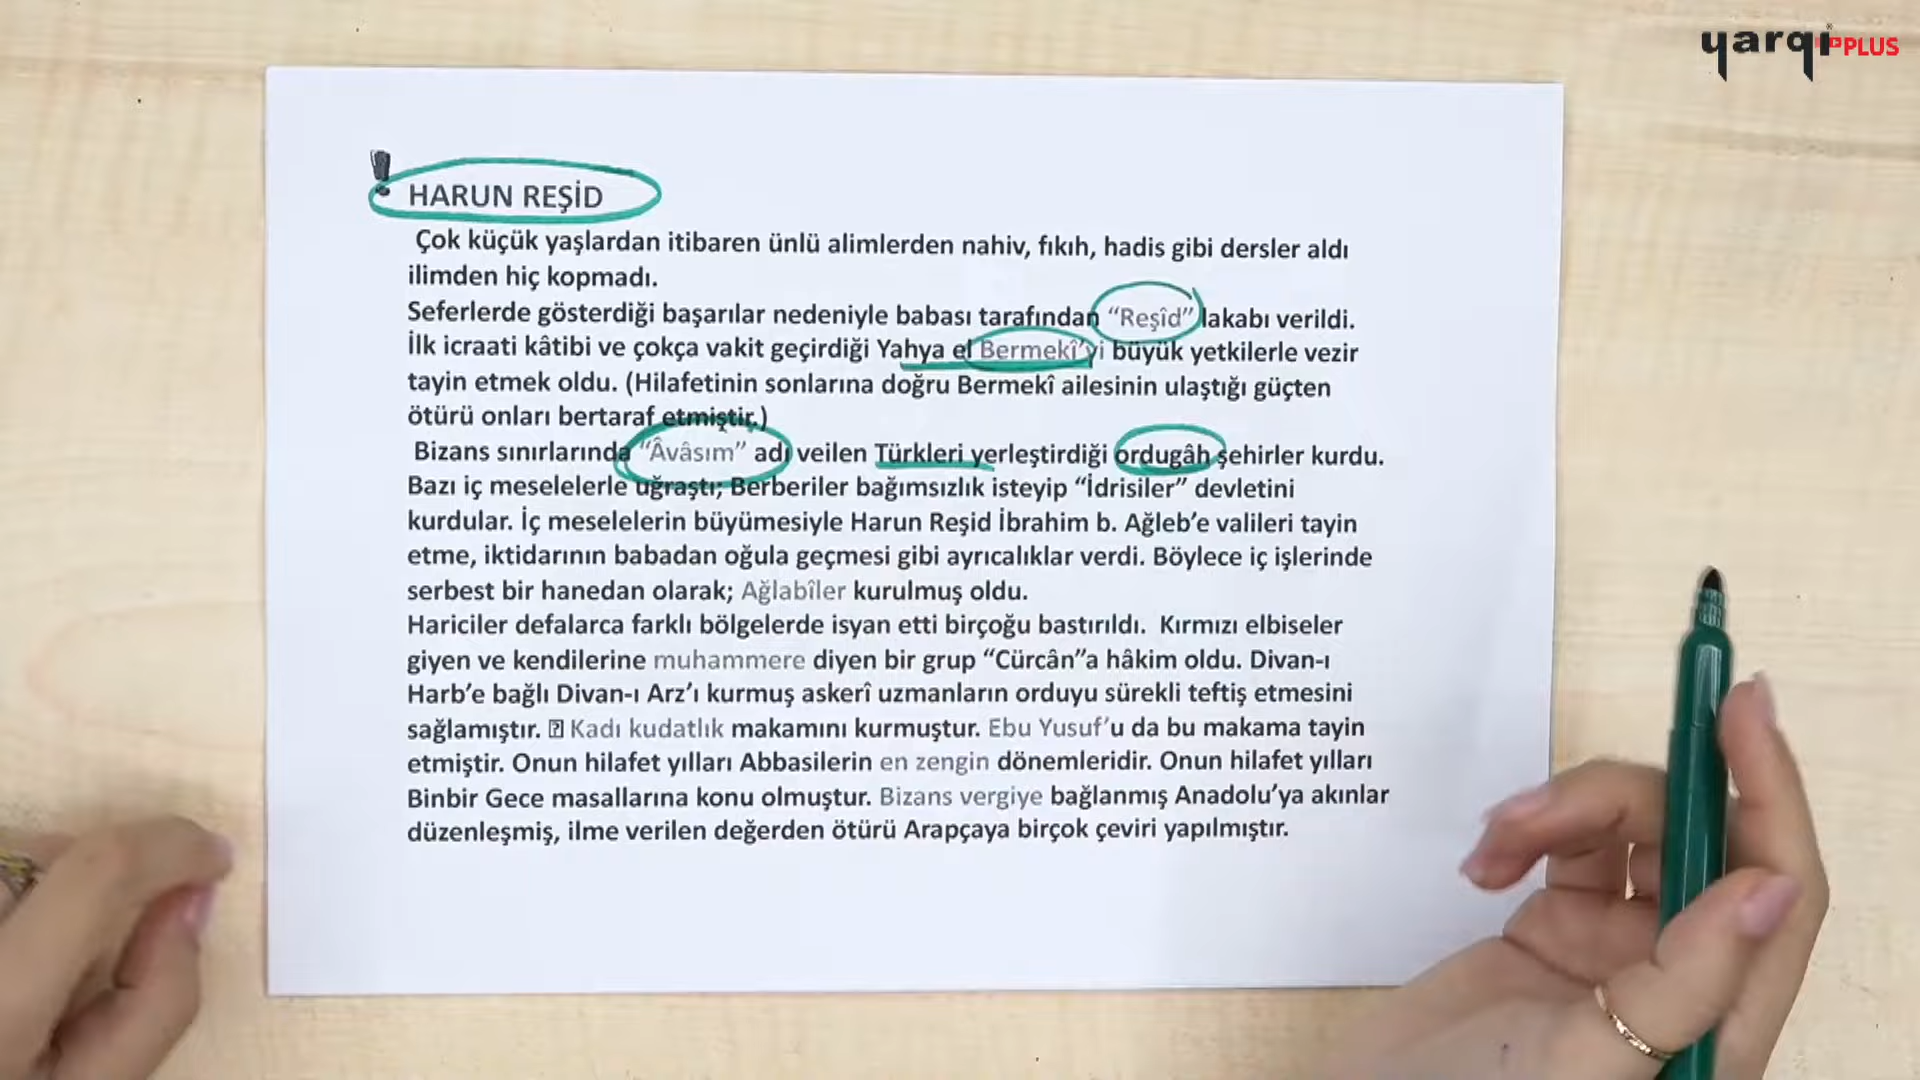 yarqı PLUS
HARUN REŞİD
Çok küçük yaşlardan itibaren ünlü alimlerden nahiv, fıkıh, hadis gibi dersler aldı
ilimden hiç kopmadı.
Seferlerde gösterdiği başarılar nedeniyle babası tarafından “Reşîd” lakabı verildi.
İlk icraati kâtibi ve çokça vakit geçirdiği Yahya el Bermekî’yi büyük yetkilerle vezir
tayin etmek oldu. (Hilafetinin sonlarına doğru Bermekî ailesinin ulaştığı güçten
ötürü onları bertaraf etmiştir.)
Bizans sınırlarında “Âvâsım” adı veilen Türkleri yerleştirdiği ordugâh şehirler kurdu.
Bazı iç meselelerle uğraştı; Berberiler bağımsızlık isteyip “İdrisiler” devletini
kurdular. İç meselelerin büyümesiyle Harun Reşid İbrahim b. Ağleb’e valileri tayin
etme, iktidarının babadan oğula geçmesi gibi ayrıcalıklar verdi. Böylece iç işlerinde
serbest bir hanedan olarak; Ağlabîler kurulmuş oldu.
Hariciler defalarca farklı bölgelerde isyan etti birçoğu bastırıldı. Kırmızı elbiseler
giyen ve kendilerine muhammere diyen bir grup “Cürcân”a hâkim oldu. Divan-ı
Harb’e bağlı Divan-ı Arz’ı kurmuş askerî uzmanların orduyu sürekli teftiş etmesini
sağlamıştır. Kadı kudatlık makamını kurmuştur. Ebu Yusuf’u da bu makama tayin
etmiştir. Onun hilafet yılları Abbasilerin en zengin dönemleridir. Onun hilafet yılları
Binbir Gece masallarına konu olmuştur. Bizans vergiye bağlanmış Anadolu’ya akınlar
düzenleşmiş, ilme verilen değerden ötürü Arapçaya birçok çeviri yapılmıştır.